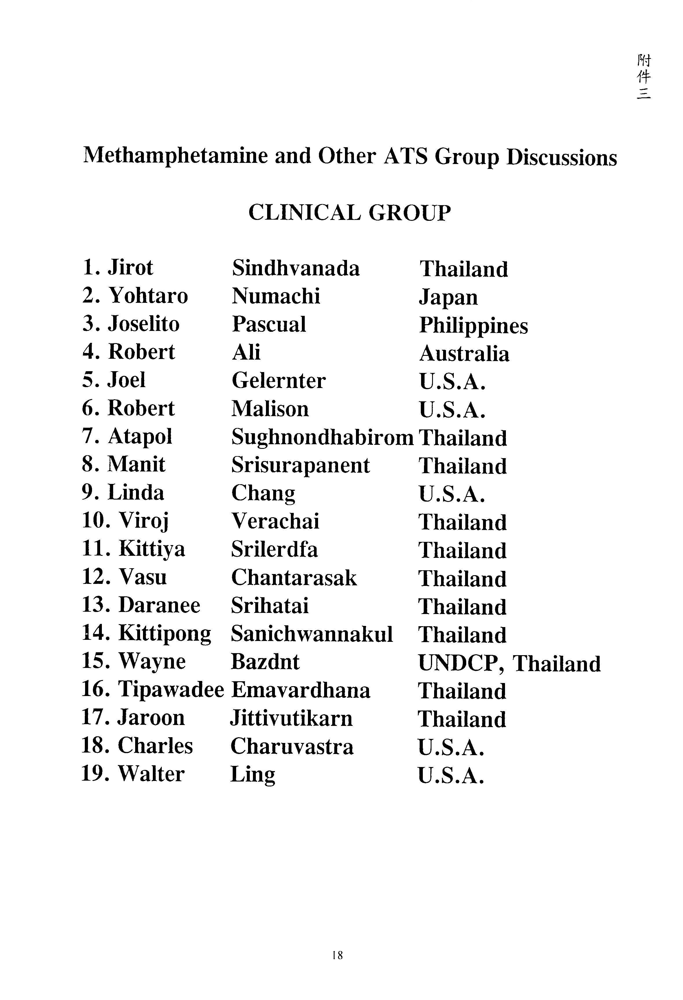 附件三
Methamphetamine and Other ATS Group Discussions
CLINICAL GROUP
1. Jirot Sindhvanada Thailand
2. Yohtaro Numachi Japan
3. Joselito Pascual Philippines
4. Robert Ali Australia
5. Joel Gelernter U.S.A.
6. Robert Malison U.S.A.
7. Atapol Sughnondhabirom Thailand
8. Manit Srisurapanent Thailand
9. Linda Chang U.S.A.
10. Viroj Verachai Thailand
11. Kittiya Srilerdfa Thailand
12. Vasu Chantarasak Thailand
13. Daranee Srihatai Thailand
14. Kittipong Sanichwannakul Thailand
15. Wayne Bazdnt UNDCP, Thailand
16. Tipawadee Emavardhana Thailand
17. Jaroon Jittivutikarn Thailand
18. Charles Charuvastra U.S.A.
19. Walter Ling U.S.A.
18